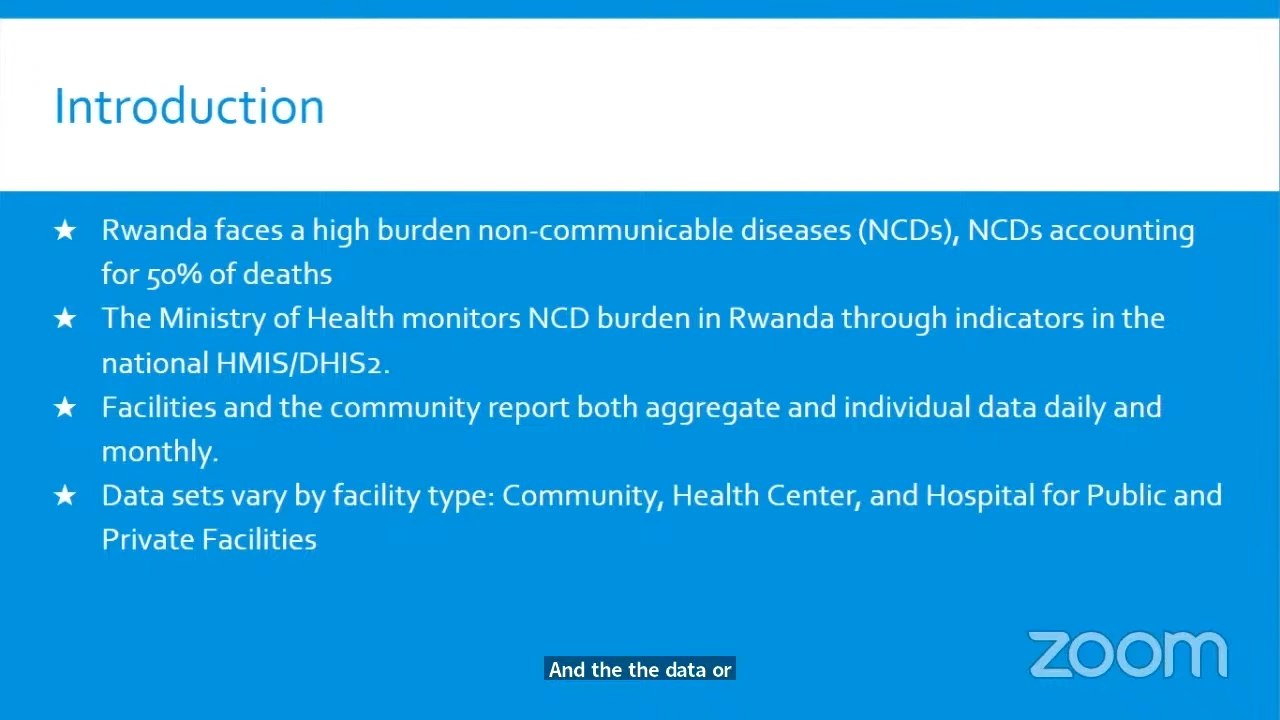 Introduction
★ Rwanda faces a high burden non-communicable diseases (NCDs), NCDs accounting
for 50% of deaths
★ The Ministry of Health monitors NCD burden in Rwanda through indicators in the
national HMIS/DHIS2.
★ Facilities and the community report both aggregate and individual data daily and
monthly.
★ Data sets vary by facility type: Community, Health Center, and Hospital for Public and
Private Facilities
zoom
And the the data or